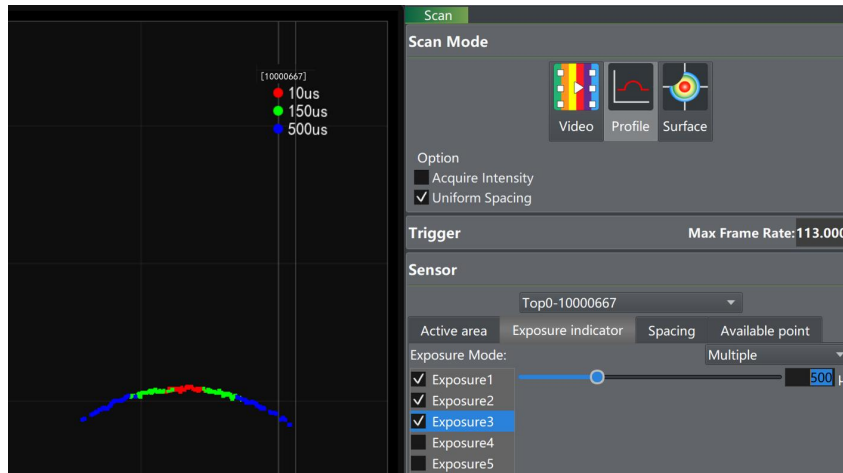 Scan
Scan Mode
Video Profile Surface
Option
Acquire Intensity
Uniform Spacing
Trigger Max Frame Rate:113.000
Sensor
Top0-10000667
Active area Exposure indicator Spacing Available point
Exposure Mode: Multiple
Exposure1 500 µ
Exposure2
Exposure3
Exposure4
Exposure5
[10000667]
10us
150us
500us